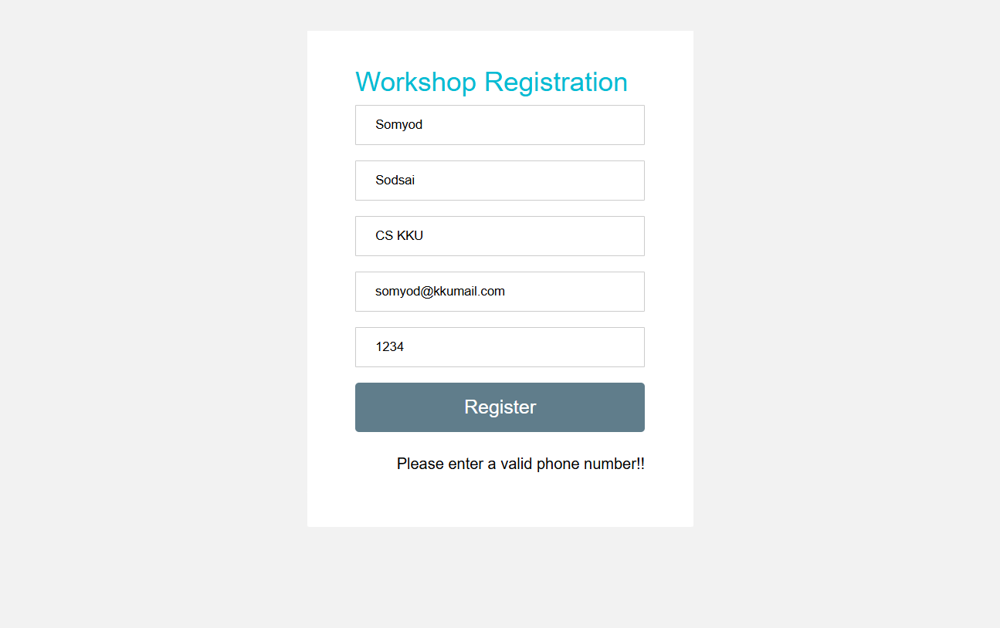 Workshop Registration
Somyod
Sodsai
CS KKU
somyod@kkumail.com
1234
Register
Please enter a valid phone number!!